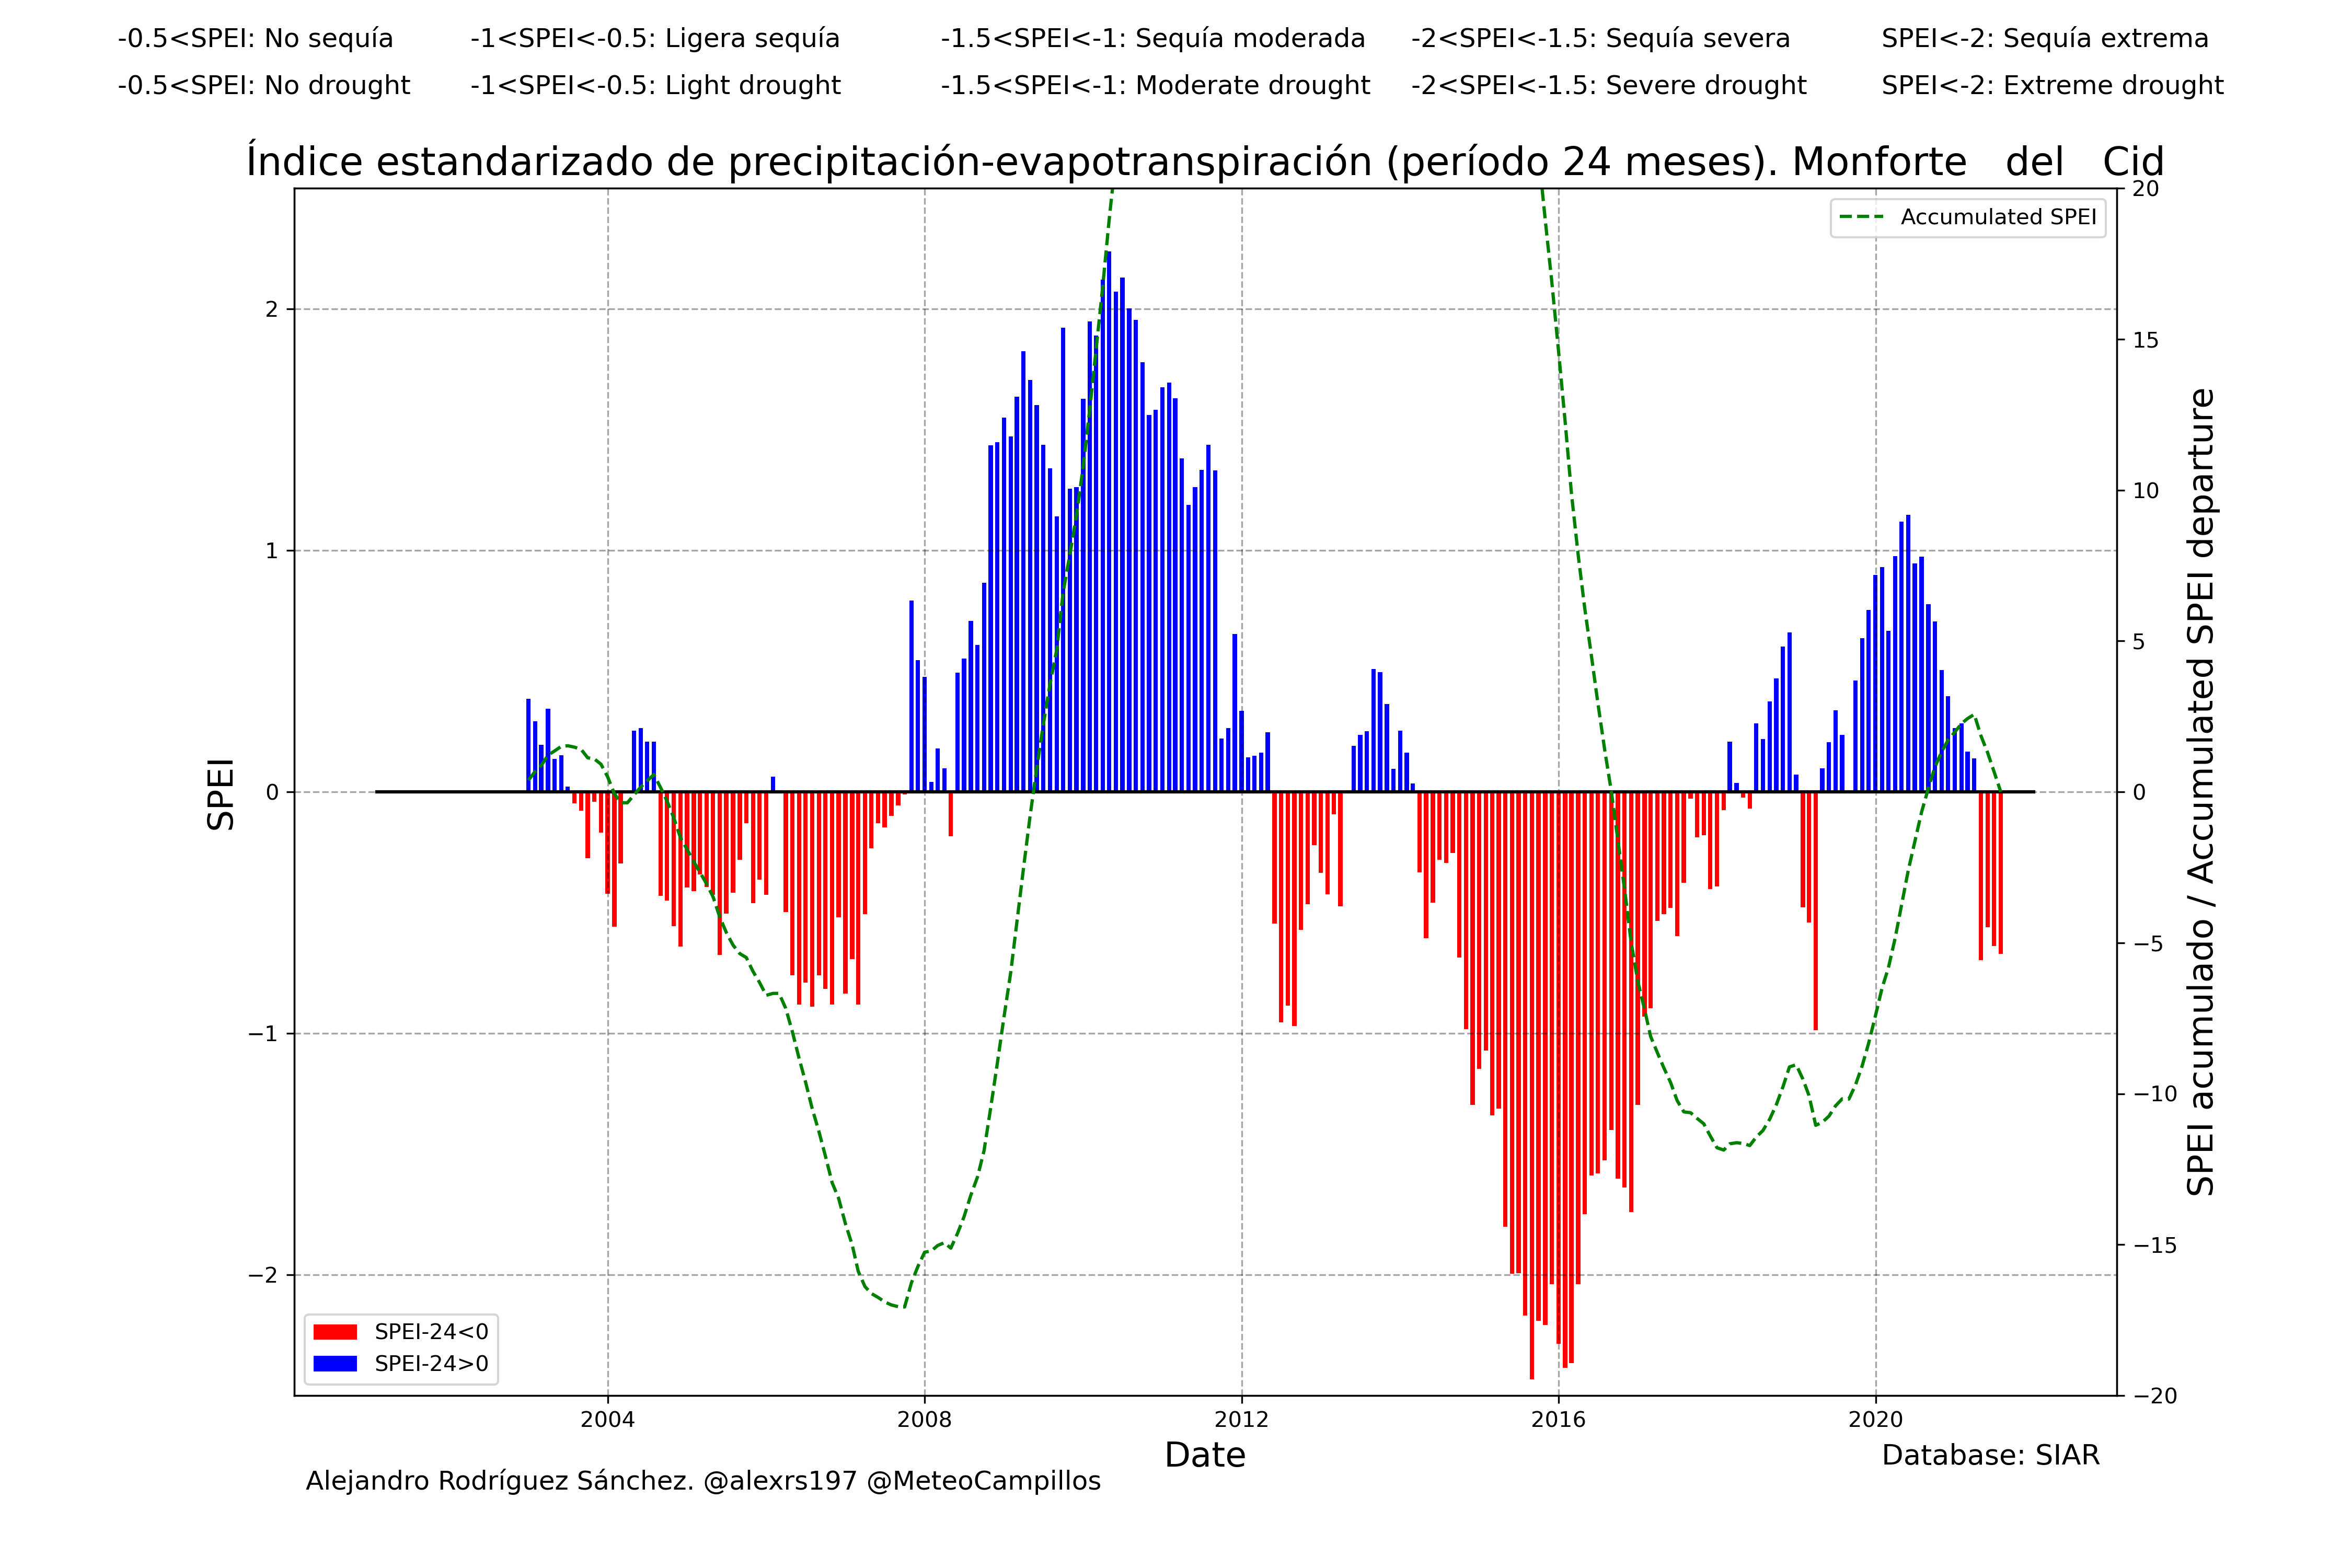 -0.5<SPEI: No sequía -1<SPEI<-0.5: Ligera sequía -1.5<SPEI<-1: Sequía moderada -2<SPEI<-1.5: Sequía severa SPEI<-2: Sequía extrema
-0.5<SPEI: No drought -1<SPEI<-0.5: Light drought -1.5<SPEI<-1: Moderate drought -2<SPEI<-1.5: Severe drought SPEI<-2: Extreme drought
Índice estandarizado de precipitación-evapotranspiración (período 24 meses). Monforte del Cid
Accumulated SPEI
SPEI
2
1
0
−1
−2
20
15
10
5
0
−5
−10
−15
−20
SPEI acumulado / Accumulated SPEI departure
SPEI-24<0
SPEI-24>0
2004 2008 2012 2016 2020
Date
Database: SIAR
Alejandro Rodríguez Sánchez. @alexrs197 @MeteoCampillos